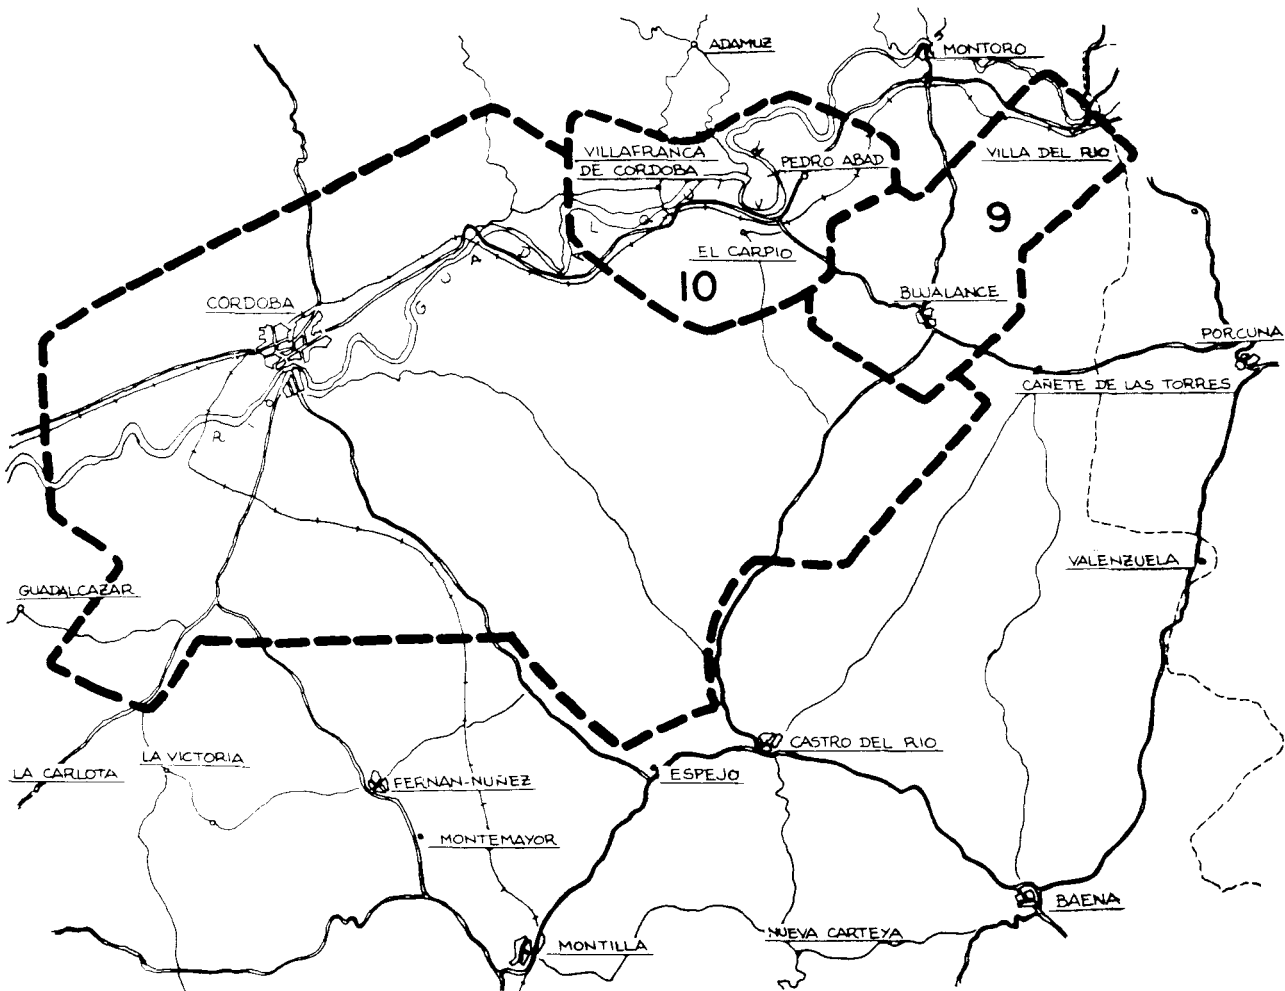 ADAMUZ
MONTORO
VILLAFRANCA
DE CORDOBA
PEDRO ABAD
VILLA DEL RIO
9
EL CARPIO
10
BUJALANCE
CORDOBA
PORCUNA
CAÑETE DE LAS TORRES
R I O G U A D A L Q U I V I R
VALENZUELA
GUADALCAZAR
CASTRO DEL RIO
LA VICTORIA
LA CARLOTA
ESPEJO
FERNAN-NUÑEZ
MONTEMAYOR
BAENA
NUEVA CARTEYA
MONTILLA